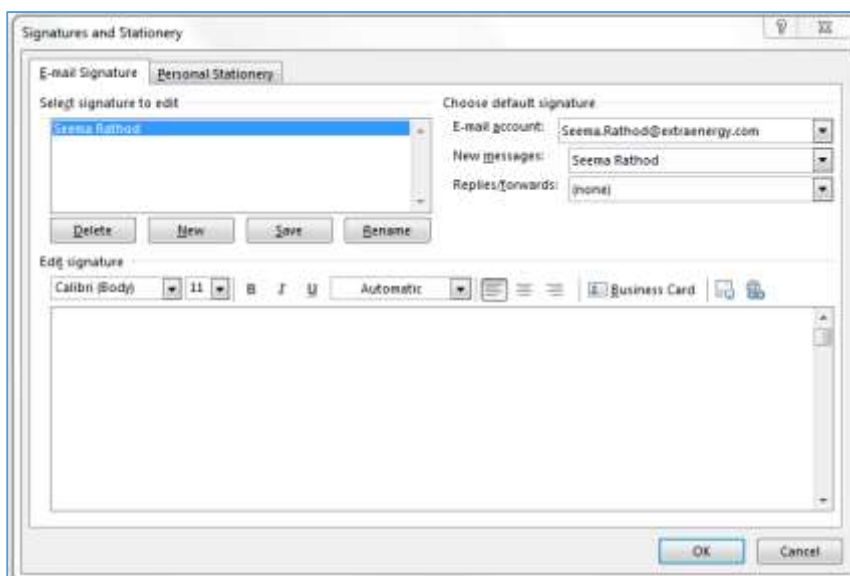 Signatures and Stationery
E-mail Signature Personal Stationery
Select signature to edit
Seema Rathod
Delete New Save Rename
Choose default signature
E-mail account: Seema.Rathod@extraenergy.com
New messages: Seema Rathod
Replies/forwards: (none)
Edit signature
Calibri (Body) 11 B I U Automatic Business Card
OK Cancel